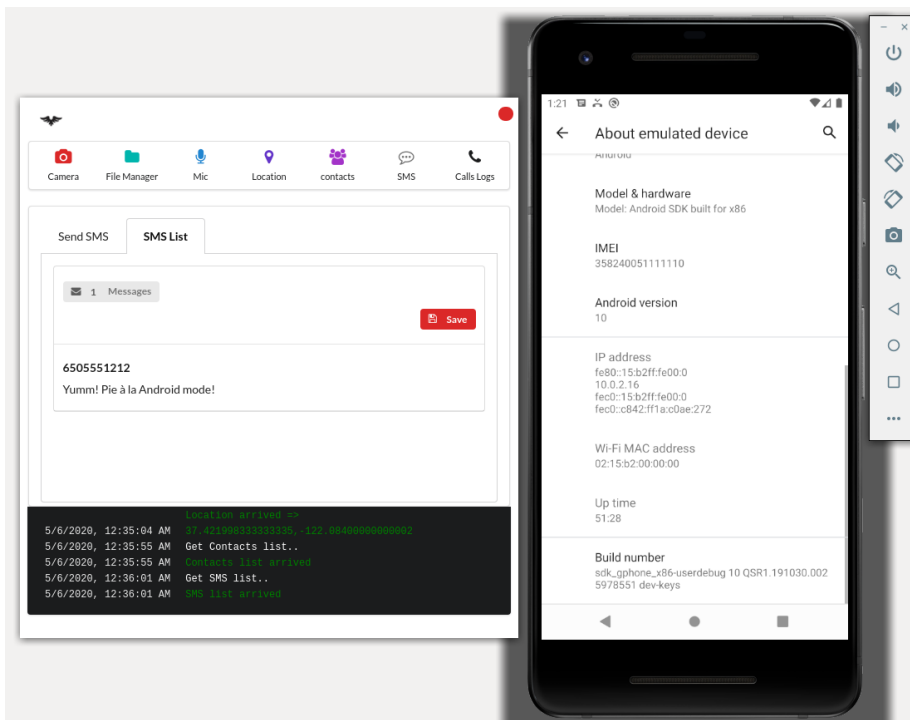 Camera
File Manager
Mic
Location
contacts
SMS
Calls Logs
Send SMS
SMS List
1 Messages
Save
6505551212
Yumm! Pie à la Android mode!
Location arrived =>
5/6/2020, 12:35:04 AM 37.421998333333335,-122.08400000000002
5/6/2020, 12:35:55 AM Get Contacts list..
5/6/2020, 12:35:55 AM Contacts list arrived
5/6/2020, 12:36:01 AM Get SMS list..
5/6/2020, 12:36:01 AM SMS list arrived
1:21
About emulated device
Android
Model & hardware
Model: Android SDK built for x86
IMEI
358240051111110
Android version
10
IP address
fe80::15:b2ff:fe00:0
10.0.2.16
fec0::15:b2ff:fe00:0
fec0::c842:ff1a:c0ae:272
Wi-Fi MAC address
02:15:b2:00:00:00
Up time
51:28
Build number
sdk_gphone_x86-userdebug 10 QSR1.191030.002
5978551 dev-keys